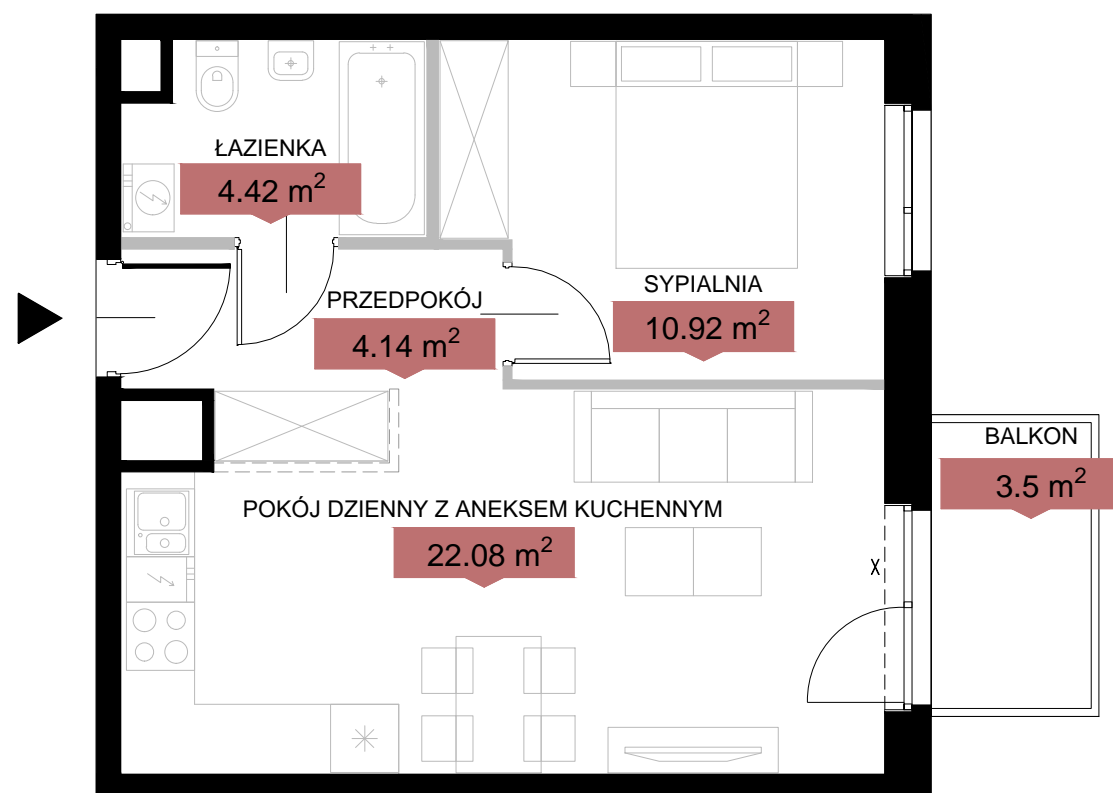 ŁAZIENKA
4.42 m²
PRZEDPOKÓJ
4.14 m²
SYPIALNIA
10.92 m²
BALKON
3.5 m²
POKÓJ DZIENNY Z ANEKSEM KUCHENNYM
22.08 m²
X